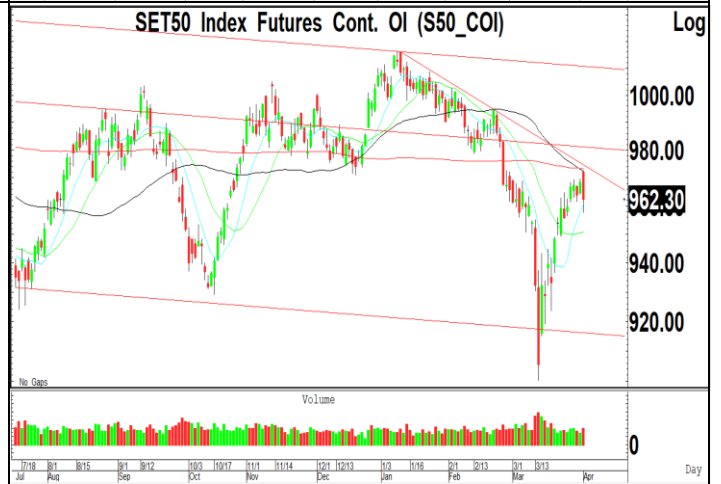 SET50 Index Futures Cont. OI (S50_COI)
Log
1000.00
980.00
962.30
940.00
920.00
No Gaps
Volume
0
7/18 8/1 8/15 9/1 9/12 10/3 10/17 11/1 11/14 12/1 12/13 1/3 1/16 2/1 2/13 3/1 3/13
Jul Aug Sep Oct Nov Dec Jan Feb Mar Apr
Day